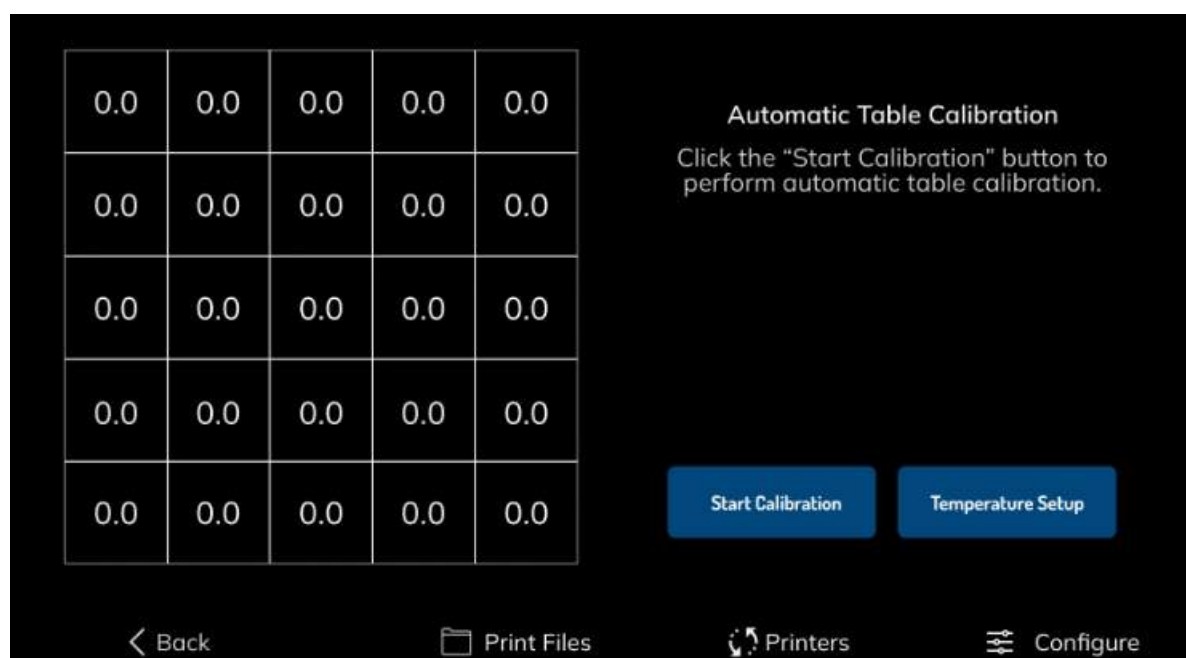 0.0 0.0 0.0 0.0 0.0
0.0 0.0 0.0 0.0 0.0
0.0 0.0 0.0 0.0 0.0
0.0 0.0 0.0 0.0 0.0
0.0 0.0 0.0 0.0 0.0
Automatic Table Calibration
Click the “Start Calibration” button to
perform automatic table calibration.
Start Calibration
Temperature Setup
Back
Print Files
Printers
Configure